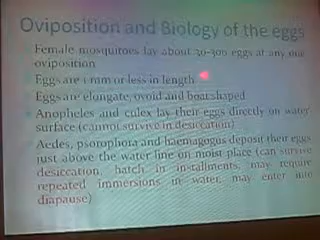 Oviposition and Biology of the eggs
Female mosquitoes lay about 30-300 eggs at any one
oviposition
Eggs are 1 mm or less in length
Eggs are elongate, ovoid and boat shaped
Anopheles and culex lay their eggs directly on water
surface (cannot survive in desiccation)
Aedes, psorophora and haemagogus deposit their eggs
just above the water line on moist place (can survive
desiccation, hatch in installments, may require
repeated immersions in water, may enter into
diapause)